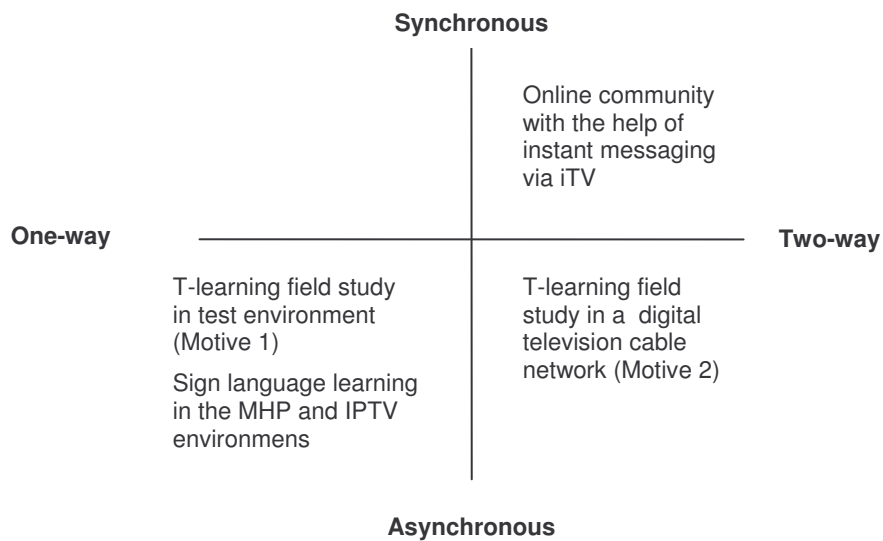 Synchronous
Online community
with the help of
instant messaging
via iTV
One-way
Two-way
T-learning field study
in test environment
(Motive 1)
Sign language learning
in the MHP and IPTV
environmens
T-learning field
study in a digital
television cable
network (Motive 2)
Asynchronous